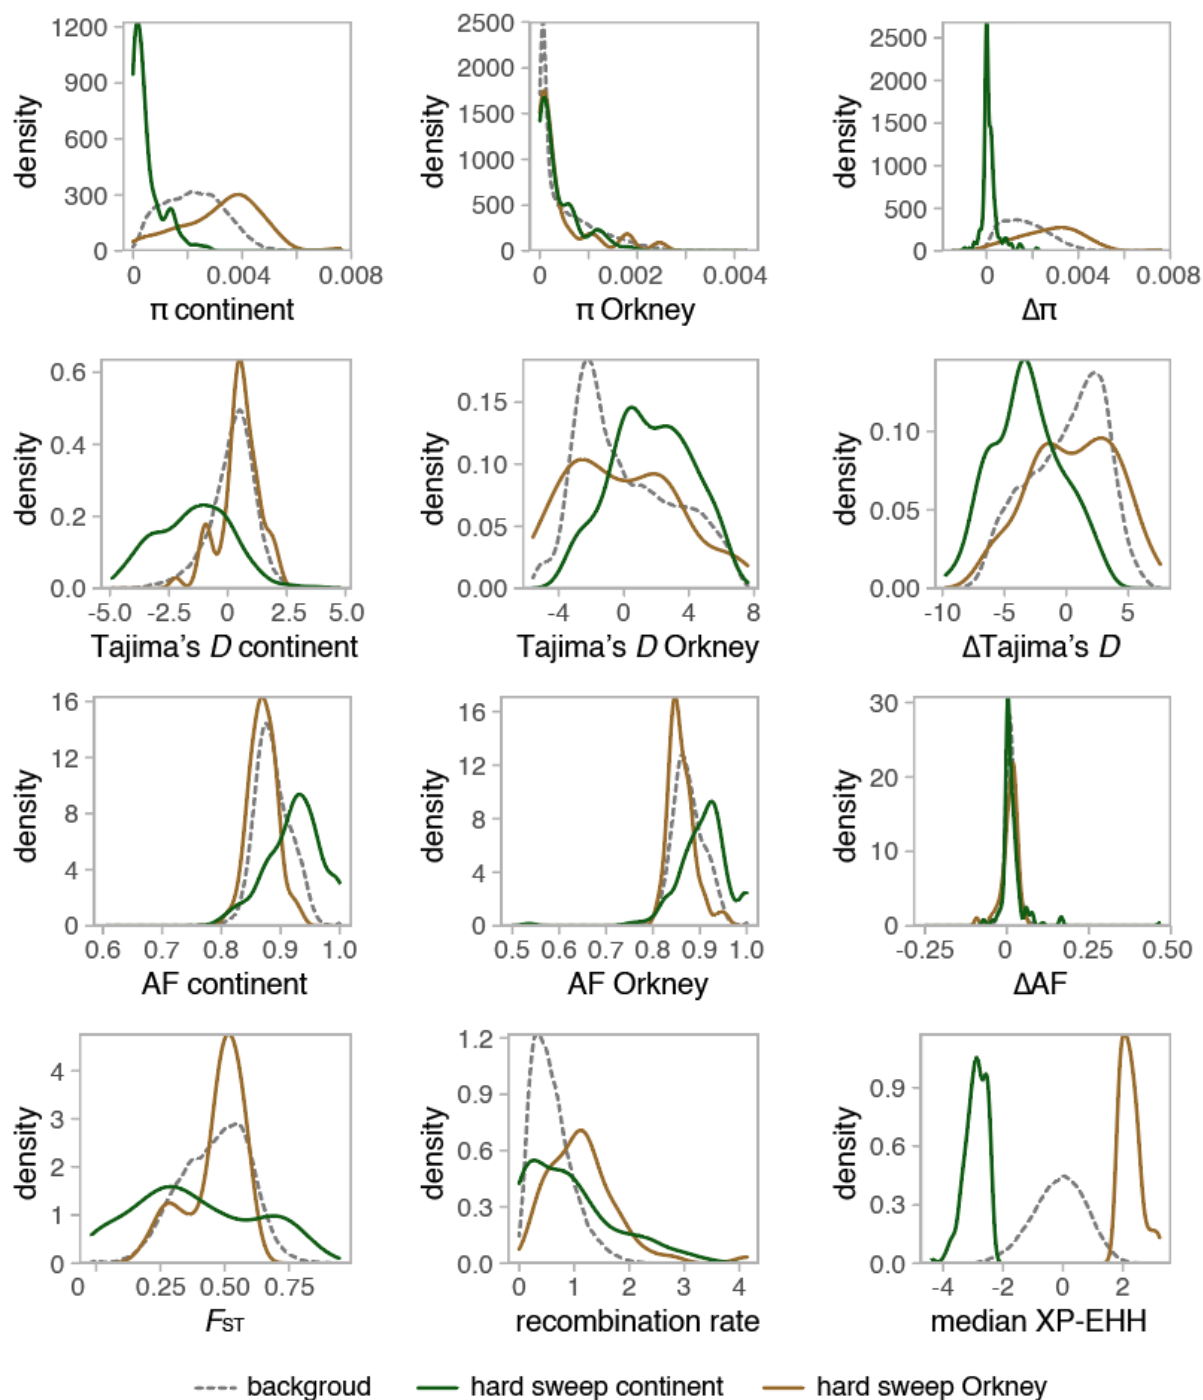 density
1200
900
600
300
0
0 0.004 0.008
π continent
density
2500
2000
1500
1000
500
0
0 0.002 0.004
π Orkney
density
2500
2000
1500
1000
500
0
0 0.004 0.008
Δπ
density
0.6
0.4
0.2
0.0
-5.0 -2.5 0 2.5 5.0
Tajima's D continent
density
0.15
0.10
0.05
0.00
-4 0 4 8
Tajima's D Orkney
density
0.10
0.05
0.00
-10 -5 0 5
ΔTajima's D
density
16
12
8
4
0
0.6 0.7 0.8 0.9 1.0
AF continent
density
16
12
8
4
0
0.5 0.6 0.7 0.8 0.9 1.0
AF Orkney
density
30
20
10
0
-0.25 0 0.25 0.50
ΔAF
density
4
3
2
1
0
0 0.25 0.50 0.75
FST
density
1.2
0.9
0.6
0.3
0.0
0 1 2 3 4
recombination rate
density
0.9
0.6
0.3
0.0
-4 -2 0 2
median XP-EHH
backgroud hard sweep continent hard sweep Orkney